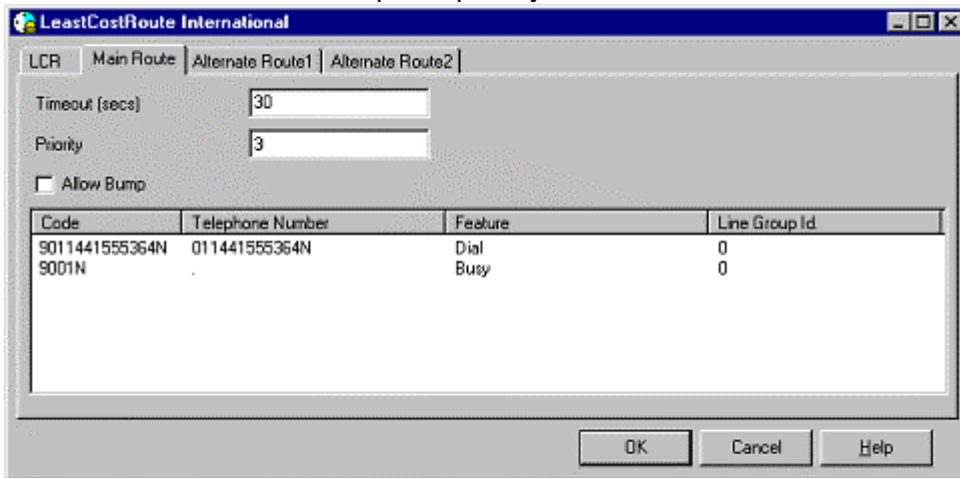 LeastCostRoute International
LCR Main Route Alternate Route1 Alternate Route2
Timeout (secs) 30
Priority 3
Allow Bump
Code Telephone Number Feature Line Group Id
9011441555364N 011441555364N Dial 0
9001N . Busy 0
OK Cancel Help